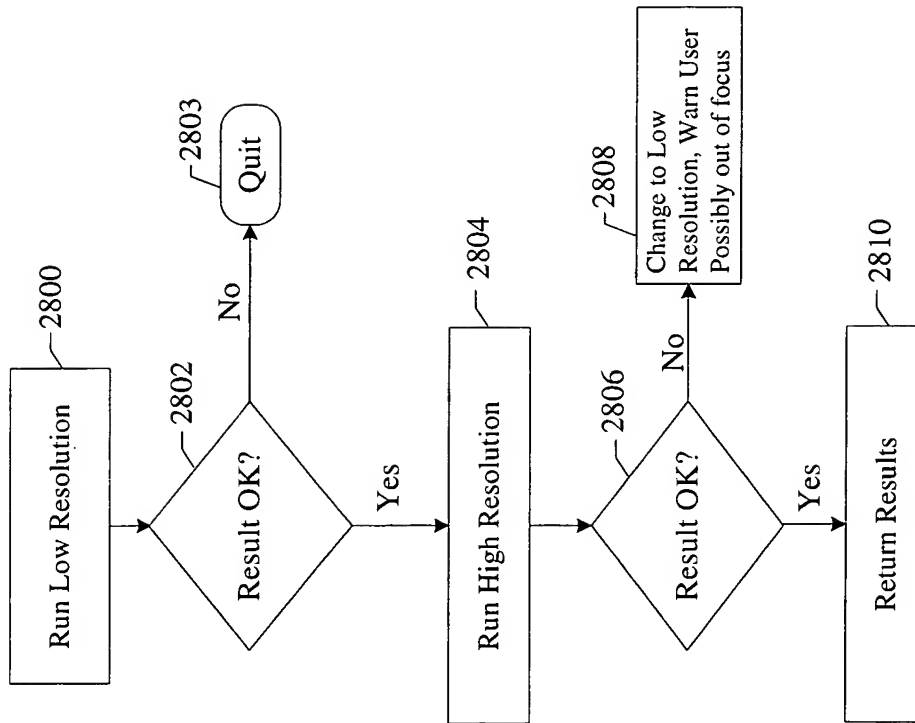 2800
Run Low Resolution
2802
Result OK?
No
2803
Quit
Yes
2804
Run High Resolution
2806
Result OK?
No
2808
Change to Low
Resolution, Warn User
Possibly out of focus
Yes
2810
Return Results